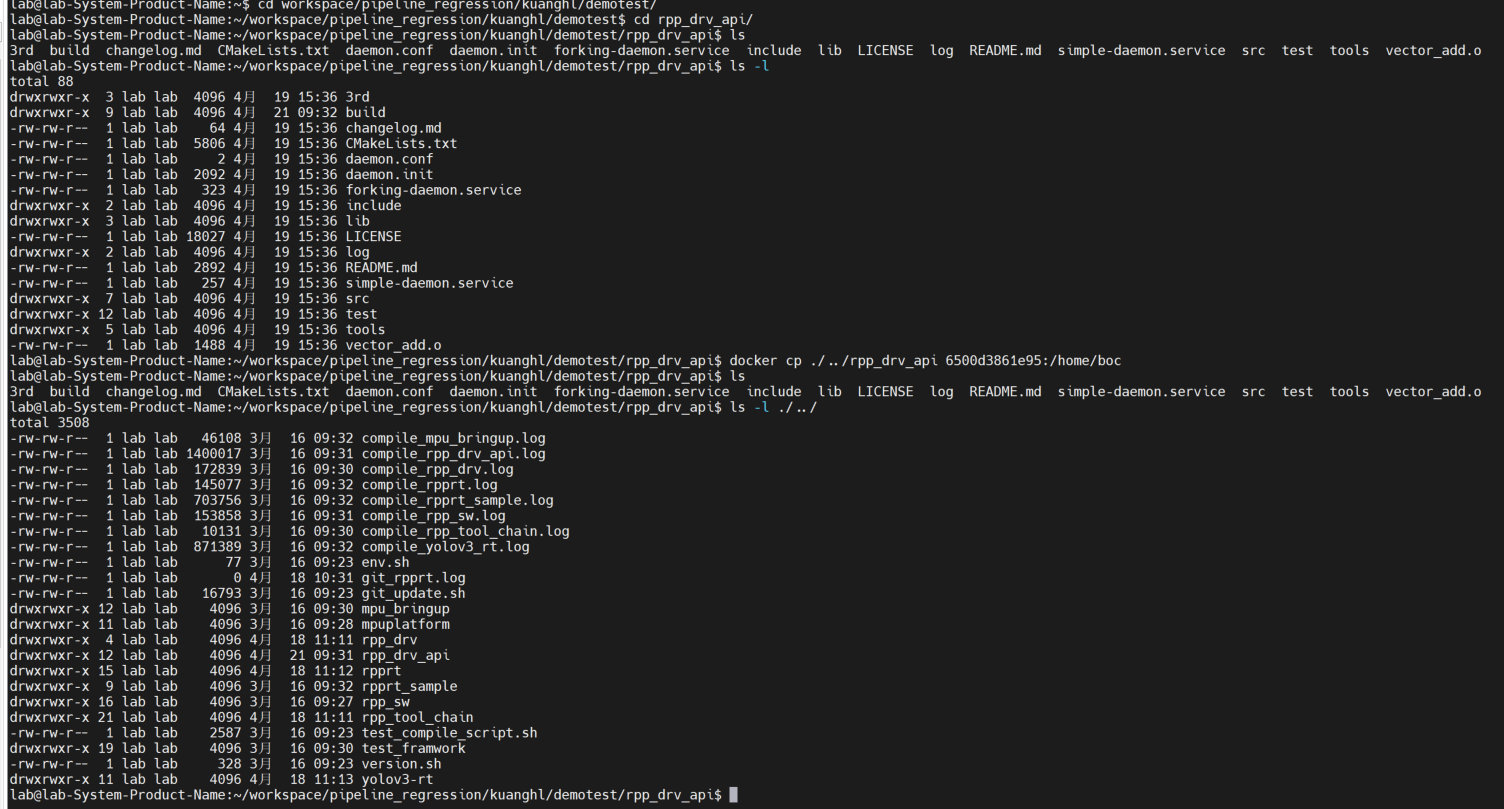 lab@lab-System-Product-Name:~$ cd workspace/pipeline_regression/kuanghl/demotest/
lab@lab-System-Product-Name:~/workspace/pipeline_regression/kuanghl/demotest$ cd rpp_drv_api/
lab@lab-System-Product-Name:~/workspace/pipeline_regression/kuanghl/demotest/rpp_drv_api$ ls
3rd  build  changelog.md  CMakeLists.txt  daemon.conf  daemon.init  forking-daemon.service  include  lib  LICENSE  log  README.md  simple-daemon.service  src  test  tools  vector_add.o
lab@lab-System-Product-Name:~/workspace/pipeline_regression/kuanghl/demotest/rpp_drv_api$ ls -l
total 88
drwxrwxr-x  3 lab lab  4096 4月  19 15:36 3rd
drwxrwxr-x  9 lab lab  4096 4月  21 09:32 build
-rw-rw-r--  1 lab lab    64 4月  19 15:36 changelog.md
-rw-rw-r--  1 lab lab  5806 4月  19 15:36 CMakeLists.txt
-rw-rw-r--  1 lab lab     2 4月  19 15:36 daemon.conf
-rw-rw-r--  1 lab lab  2092 4月  19 15:36 daemon.init
-rw-rw-r--  1 lab lab   323 4月  19 15:36 forking-daemon.service
drwxrwxr-x  2 lab lab  4096 4月  19 15:36 include
drwxrwxr-x  3 lab lab  4096 4月  19 15:36 lib
-rw-rw-r--  1 lab lab 18027 4月  19 15:36 LICENSE
drwxrwxr-x  2 lab lab  4096 4月  19 15:36 log
-rw-rw-r--  1 lab lab  2892 4月  19 15:36 README.md
-rw-rw-r--  1 lab lab   257 4月  19 15:36 simple-daemon.service
drwxrwxr-x  7 lab lab  4096 4月  19 15:36 src
drwxrwxr-x 12 lab lab  4096 4月  19 15:36 test
drwxrwxr-x  5 lab lab  4096 4月  19 15:36 tools
-rw-rw-r--  1 lab lab  1488 4月  19 15:36 vector_add.o
lab@lab-System-Product-Name:~/workspace/pipeline_regression/kuanghl/demotest/rpp_drv_api$ docker cp ./../rpp_drv_api 6500d3861e95:/home/boc
lab@lab-System-Product-Name:~/workspace/pipeline_regression/kuanghl/demotest/rpp_drv_api$ ls
3rd  build  changelog.md  CMakeLists.txt  daemon.conf  daemon.init  forking-daemon.service  include  lib  LICENSE  log  README.md  simple-daemon.service  src  test  tools  vector_add.o
lab@lab-System-Product-Name:~/workspace/pipeline_regression/kuanghl/demotest/rpp_drv_api$ ls -l ./../
total 3508
-rw-rw-r--  1 lab lab   46108 3月  16 09:32 compile_mpu_bringup.log
-rw-rw-r--  1 lab lab 1400017 3月  16 09:31 compile_rpp_drv_api.log
-rw-rw-r--  1 lab lab  172839 3月  16 09:30 compile_rpp_drv.log
-rw-rw-r--  1 lab lab  145077 3月  16 09:32 compile_rpprt.log
-rw-rw-r--  1 lab lab  703756 3月  16 09:32 compile_rpprt_sample.log
-rw-rw-r--  1 lab lab  153858 3月  16 09:31 compile_rpp_sw.log
-rw-rw-r--  1 lab lab   10131 3月  16 09:30 compile_rpp_tool_chain.log
-rw-rw-r--  1 lab lab  871389 3月  16 09:32 compile_yolov3_rt.log
-rw-rw-r--  1 lab lab      77 3月  16 09:23 env.sh
-rw-rw-r--  1 lab lab       0 4月  18 10:31 git_rpprt.log
-rw-rw-r--  1 lab lab   16793 3月  16 09:23 git_update.sh
drwxrwxr-x 12 lab lab    4096 3月  16 09:30 mpu_bringup
drwxrwxr-x 11 lab lab    4096 3月  16 09:28 mpuplatform
drwxrwxr-x  4 lab lab    4096 4月  18 11:11 rpp_drv
drwxrwxr-x 12 lab lab    4096 4月  21 09:31 rpp_drv_api
drwxrwxr-x 15 lab lab    4096 4月  18 11:12 rpprt
drwxrwxr-x  9 lab lab    4096 3月  16 09:32 rpprt_sample
drwxrwxr-x 16 lab lab    4096 3月  16 09:27 rpp_sw
drwxrwxr-x 21 lab lab    4096 4月  18 11:11 rpp_tool_chain
-rw-rw-r--  1 lab lab    2587 3月  16 09:23 test_compile_script.sh
drwxrwxr-x 19 lab lab    4096 3月  16 09:30 test_framwork
-rw-rw-r--  1 lab lab     328 3月  16 09:23 version.sh
drwxrwxr-x 11 lab lab    4096 4月  18 11:13 yolov3-rt
lab@lab-System-Product-Name:~/workspace/pipeline_regression/kuanghl/demotest/rpp_drv_api$